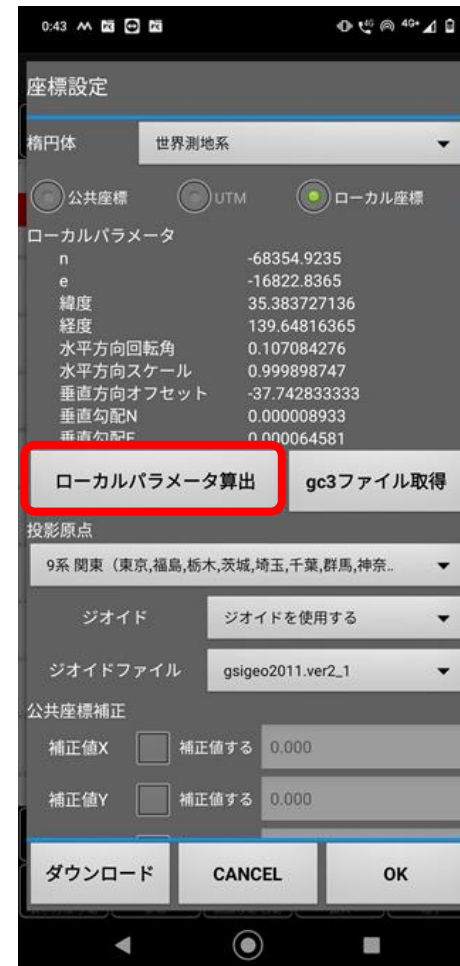 0:43
4G 4G+
座標設定
楕円体 世界測地系
公共座標 UTM ローカル座標
ローカルパラメータ
n -68354.9235
e -16822.8365
緯度 35.383727136
経度 139.64816365
水平方向回転角 0.107084276
水平方向スケール 0.999898747
垂直方向オフセット -37.742833333
垂直勾配N 0.000008933
垂直勾配E 0.000064581
ローカルパラメータ算出 gc3ファイル取得
投影原点
9系 関東（東京,福島,栃木,茨城,埼玉,千葉,群馬,神奈..
ジオイド ジオイドを使用する
ジオイドファイル gsigeo2011.ver2_1
公共座標補正
補正値X 補正値する 0.000
補正値Y 補正値する 0.000
ダウンロード CANCEL OK